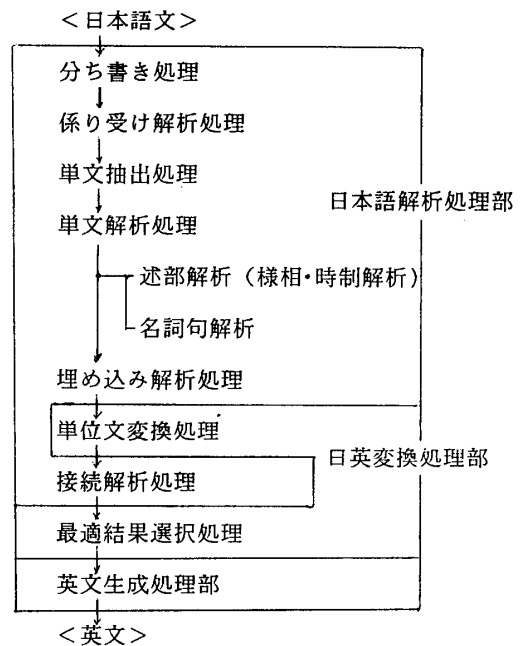 <日本語文>
分ち書き処理
係り受け解析処理
単文抽出処理
日本語解析処理部
単文解析処理
述部解析（様相・時制解析）
名詞句解析
埋め込み解析処理
単位文変換処理
日英変換処理部
接続解析処理
最適結果選択処理
英文生成処理部
<英文>